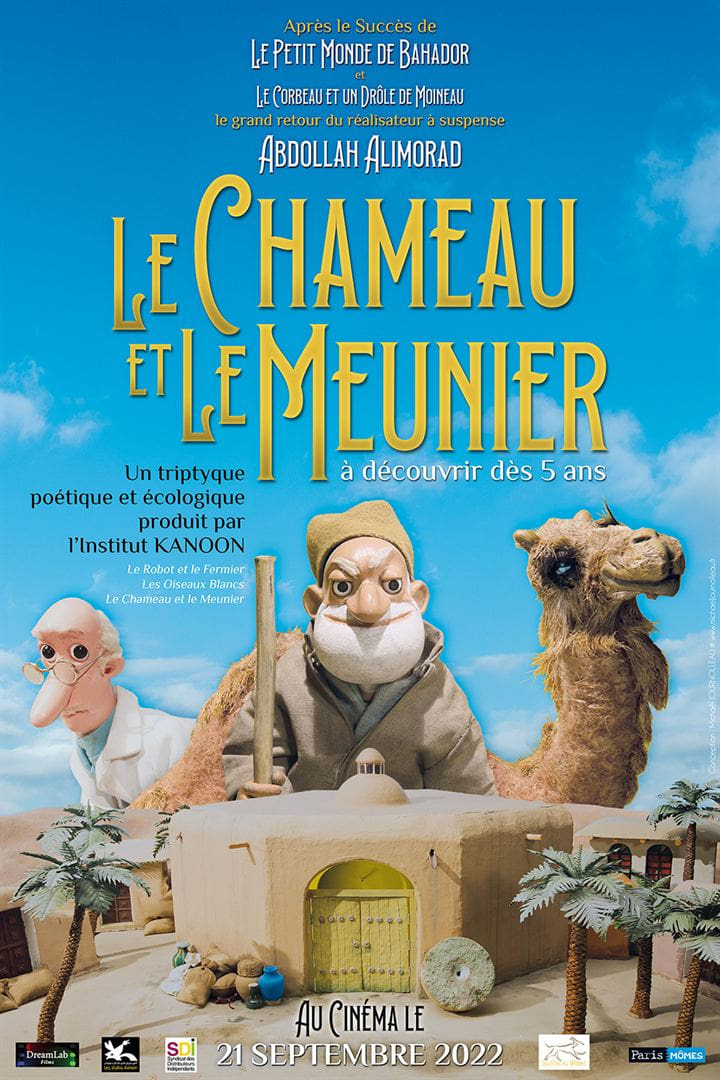 Après le Succès de
Le Petit Monde de Bahador
et
Le Corbeau et un Drôle de Moineau
le grand retour du réalisateur à suspense
Abdollah Alimorad
Le Chameau
et Le Meunier
à découvrir dès 5 ans
Un triptyque
poétique et écologique
produit par
l'Institut KANOON
Le Robot et le Fermier
Les Oiseaux Blancs
Le Chameau et le Meunier
Au Cinéma le
21 SEPTEMBRE 2022
DreamLab
Films
SDI
Syndicat des
Distributeurs
Indépendants
Paris MÔMES